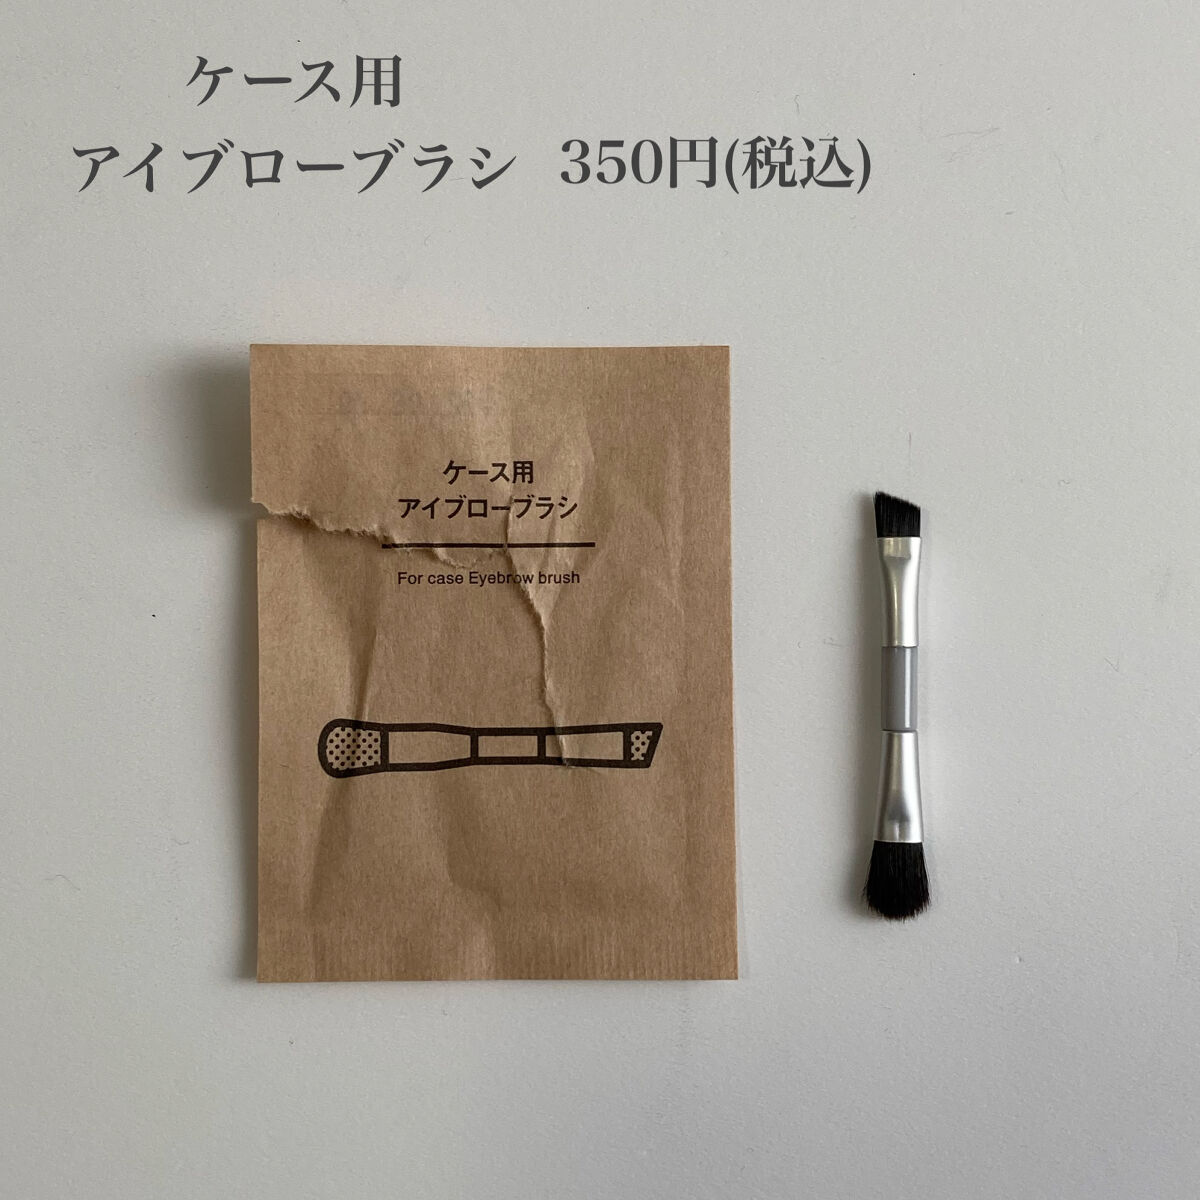 ケース用
アイブローブラシ 350円(税込)
ケース用
アイブローブラシ
For case Eyebrow brush